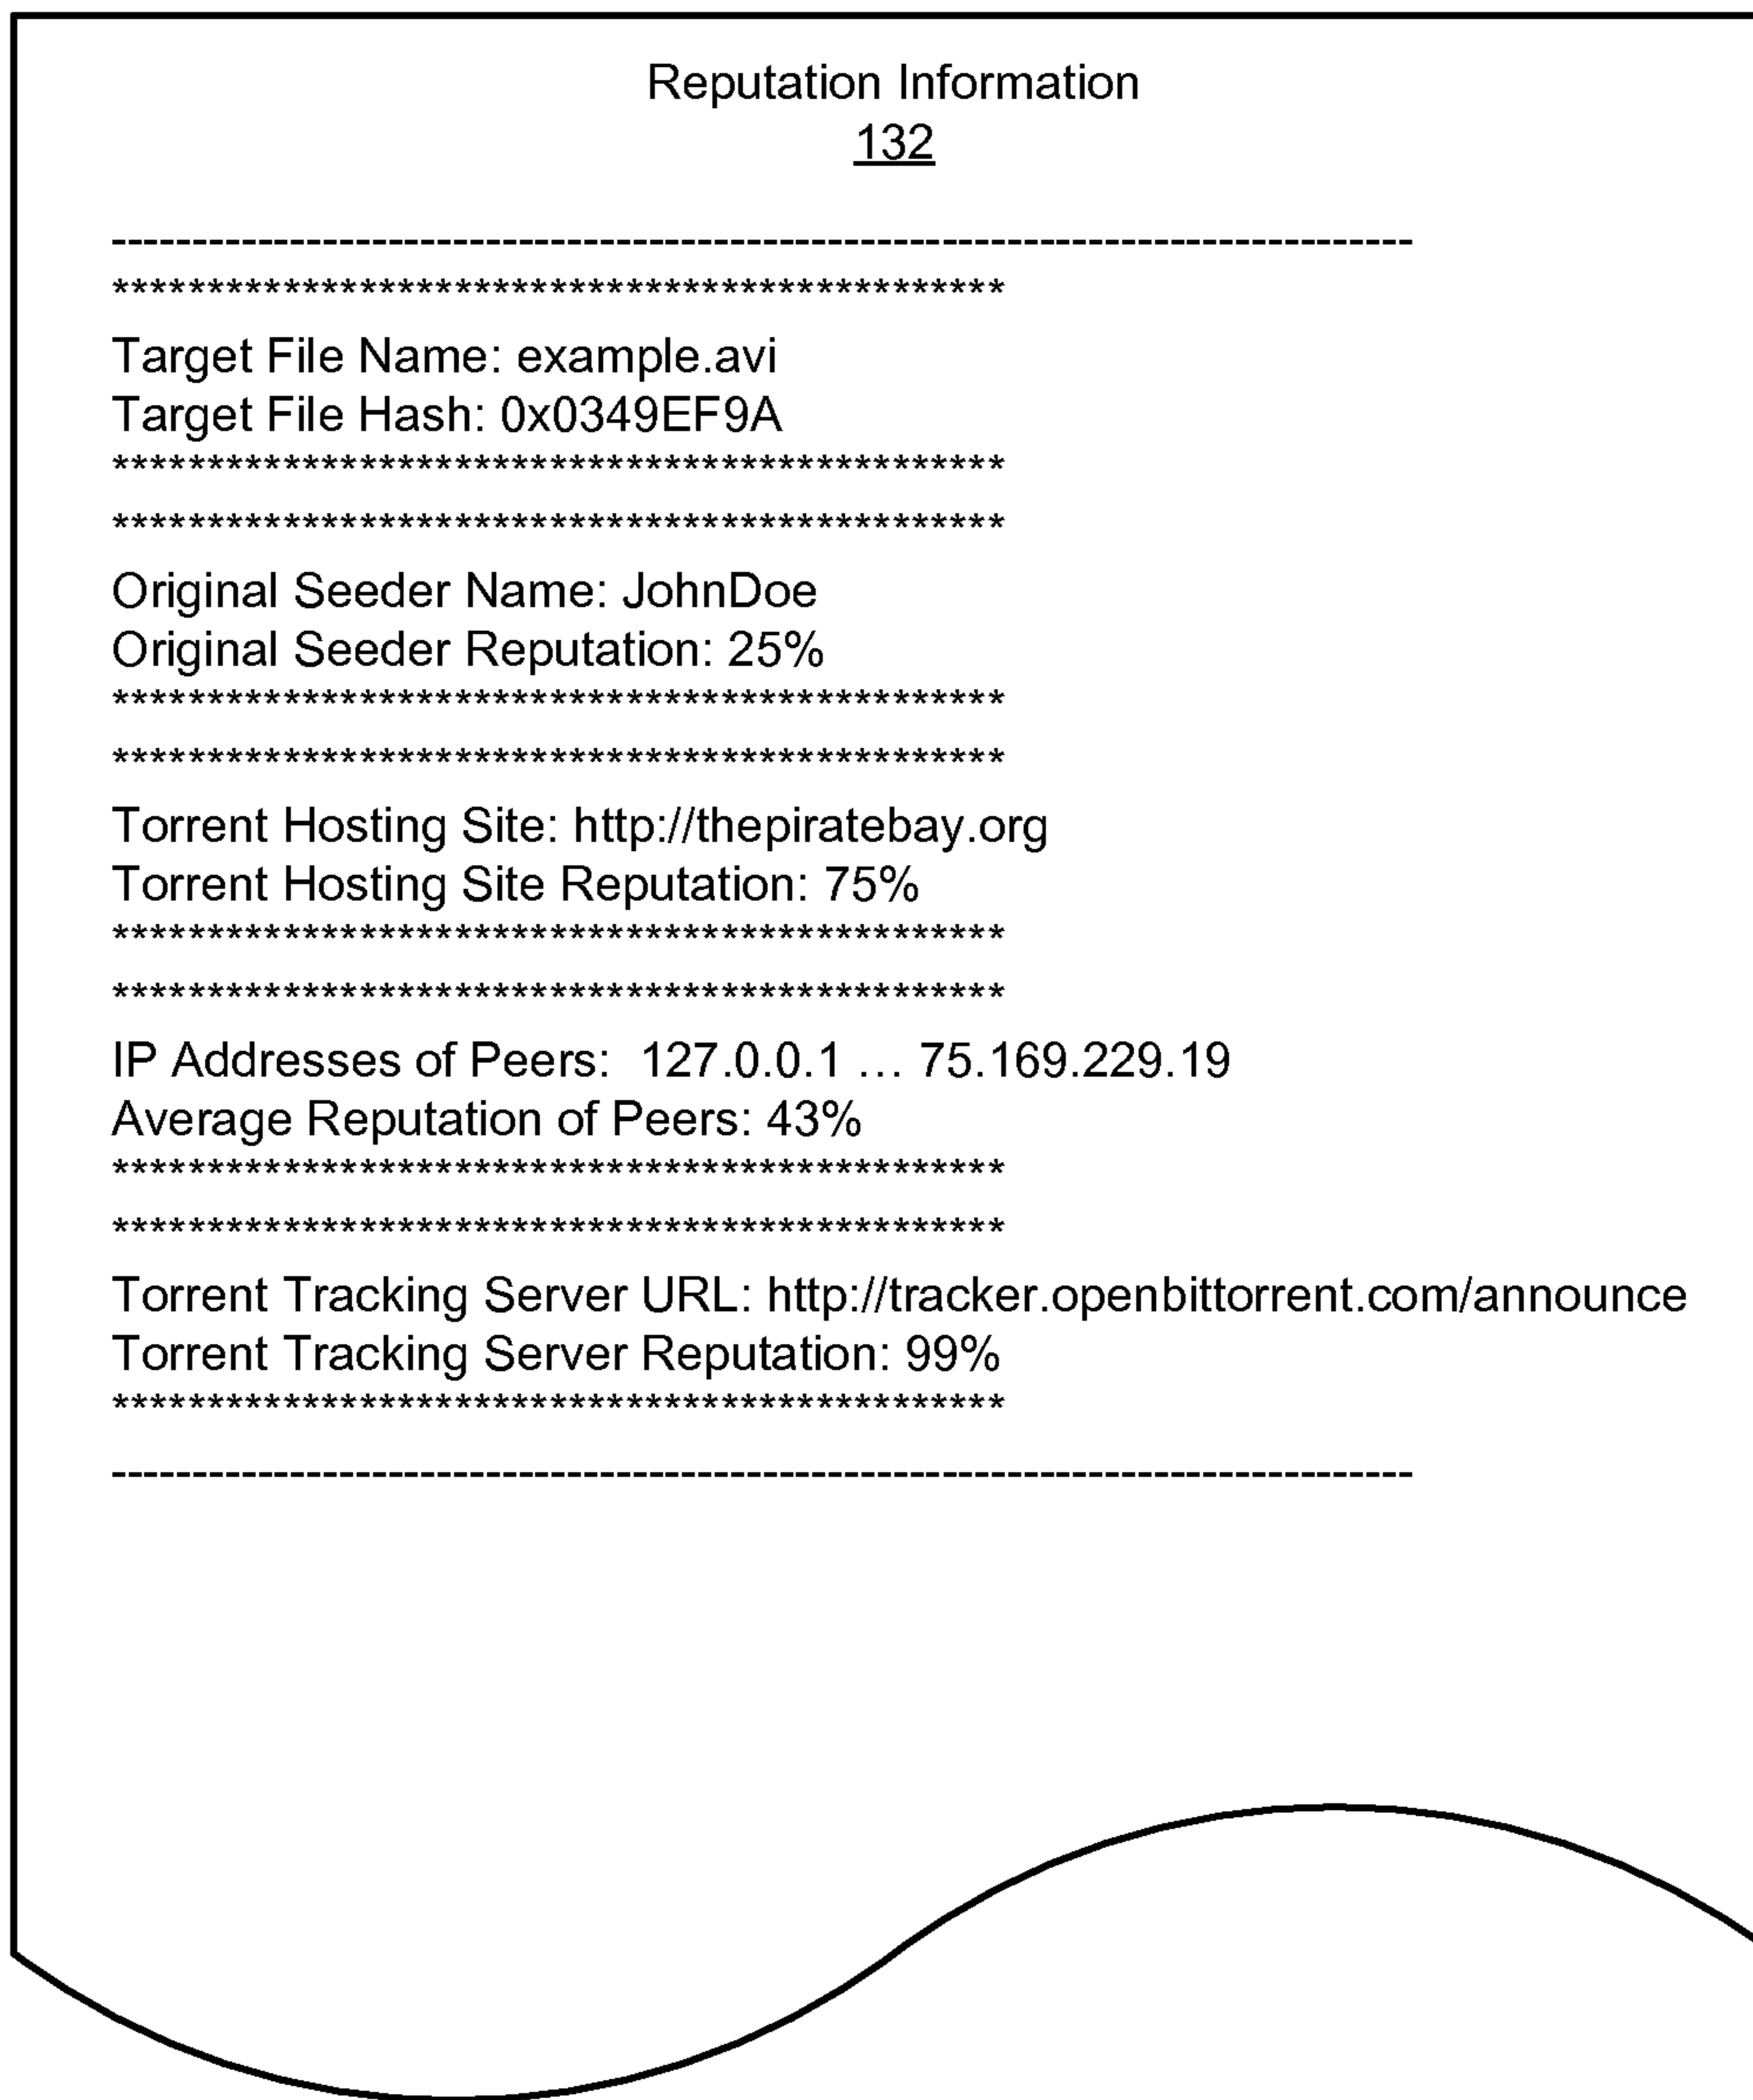 Reputation Information
132
--------------------------------------------------------------------------------
***********************************************
Target File Name: example.avi
Target File Hash: 0x0349EF9A
***********************************************
***********************************************
Original Seeder Name: JohnDoe
Original Seeder Reputation: 25%
***********************************************
***********************************************
Torrent Hosting Site: http://thepiratebay.org
Torrent Hosting Site Reputation: 75%
***********************************************
***********************************************
IP Addresses of Peers:  127.0.0.1 … 75.169.229.19
Average Reputation of Peers: 43%
***********************************************
***********************************************
Torrent Tracking Server URL: http://tracker.openbittorrent.com/announce
Torrent Tracking Server Reputation: 99%
***********************************************
--------------------------------------------------------------------------------